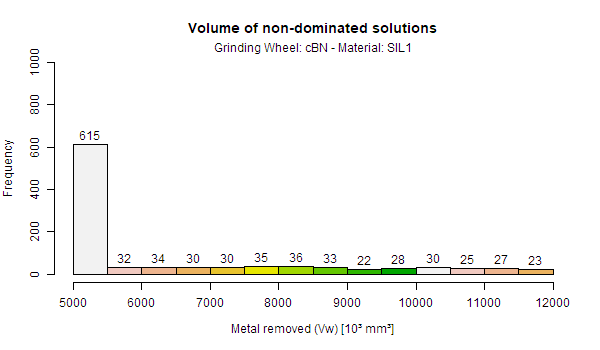 Volume of non-dominated solutions
Grinding Wheel: cBN - Material: SIL1
Frequency
1000
800
600
400
200
0
615
32 34 30 30 35 36 33 22 28 30 25 27 23
5000 6000 7000 8000 9000 10000 11000 12000
Metal removed (Vw) [10³ mm³]